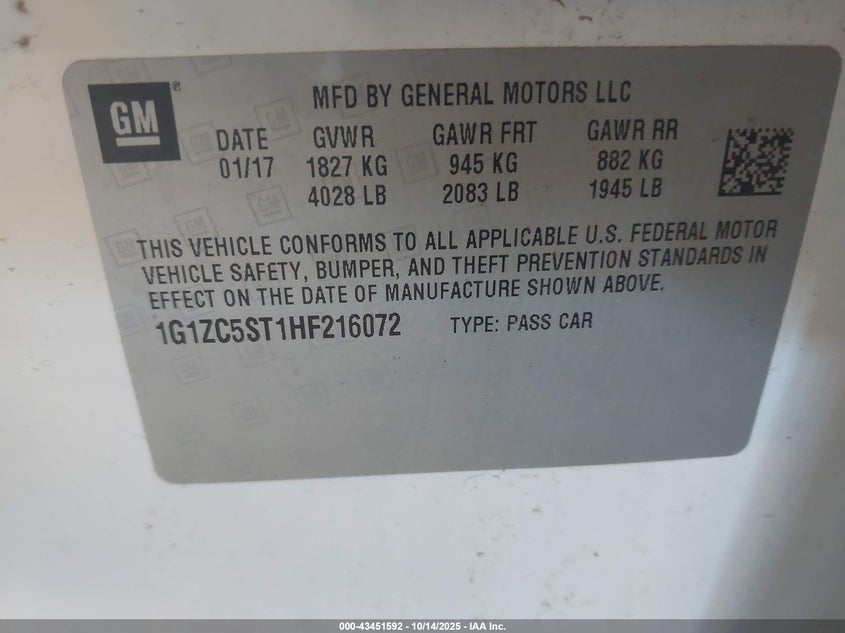 GM ®
MFD BY GENERAL MOTORS LLC
DATE GVWR GAWR FRT GAWR RR
01/17 1827 KG 945 KG 882 KG
4028 LB 2083 LB 1945 LB
THIS VEHICLE CONFORMS TO ALL APPLICABLE U.S. FEDERAL MOTOR
VEHICLE SAFETY, BUMPER, AND THEFT PREVENTION STANDARDS IN
EFFECT ON THE DATE OF MANUFACTURE SHOWN ABOVE.
1G1ZC5ST1HF216072 TYPE: PASS CAR
000-43451592 - 10/14/2025 - IAA Inc.